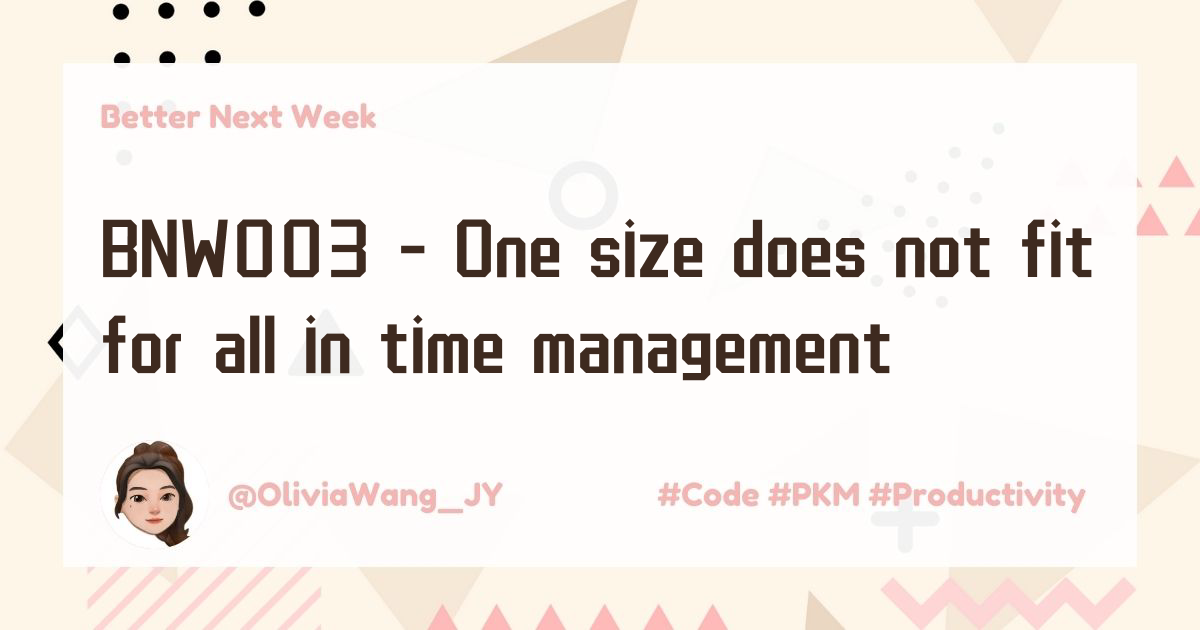 Better Next Week
BNW003 - One size does not fit
for all in time management
@OliviaWang_JY
#Code #PKM #Productivity